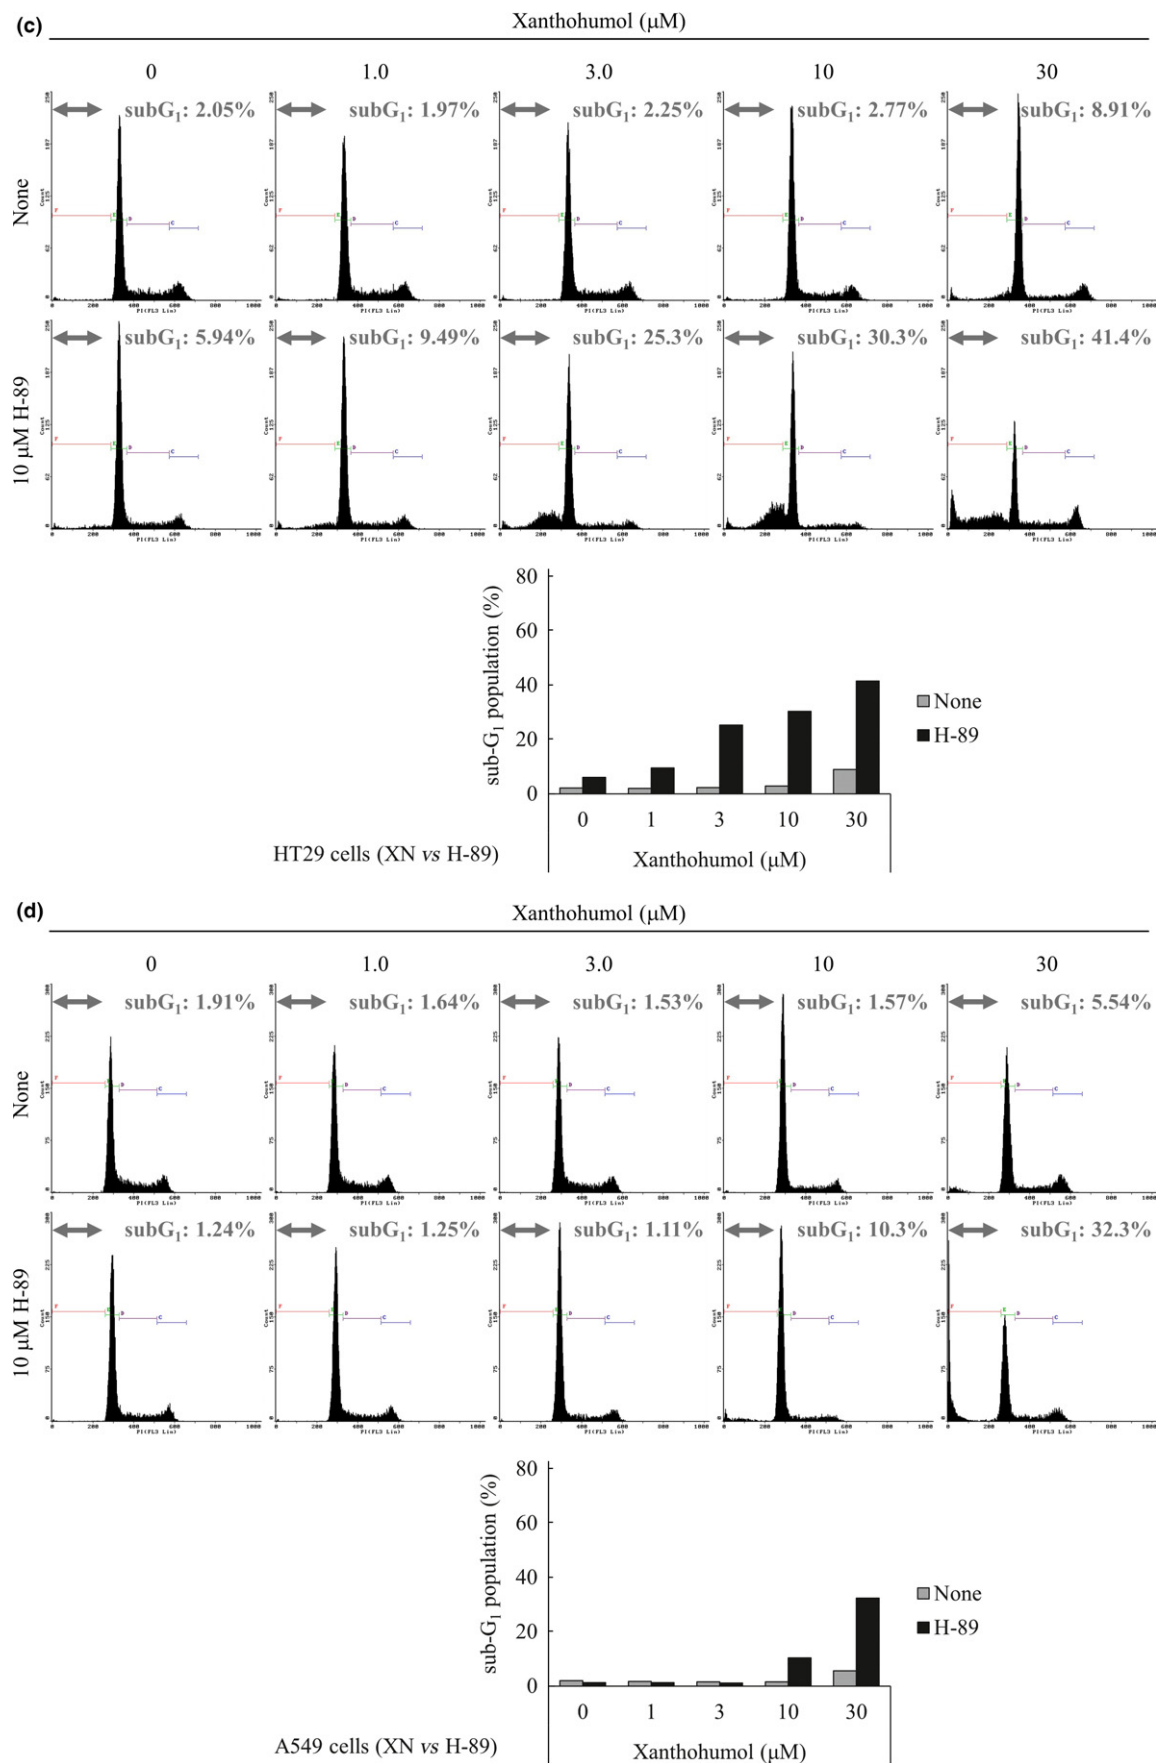 (c)
Xanthohumol (μM)
0 1.0 3.0 10 30
None
subG1: 2.05% subG1: 1.97% subG1: 2.25% subG1: 2.77% subG1: 8.91%
10 μM H-89
subG1: 5.94% subG1: 9.49% subG1: 25.3% subG1: 30.3% subG1: 41.4%
sub-G1 population (%)
80
60
40
20
0
None
H-89
0 1 3 10 30
HT29 cells (XN vs H-89)
Xanthohumol (μM)
(d)
Xanthohumol (μM)
0 1.0 3.0 10 30
None
subG1: 1.91% subG1: 1.64% subG1: 1.53% subG1: 1.57% subG1: 5.54%
10 μM H-89
subG1: 1.24% subG1: 1.25% subG1: 1.11% subG1: 10.3% subG1: 32.3%
sub-G1 population (%)
80
60
40
20
0
None
H-89
0 1 3 10 30
A549 cells (XN vs H-89)
Xanthohumol (μM)